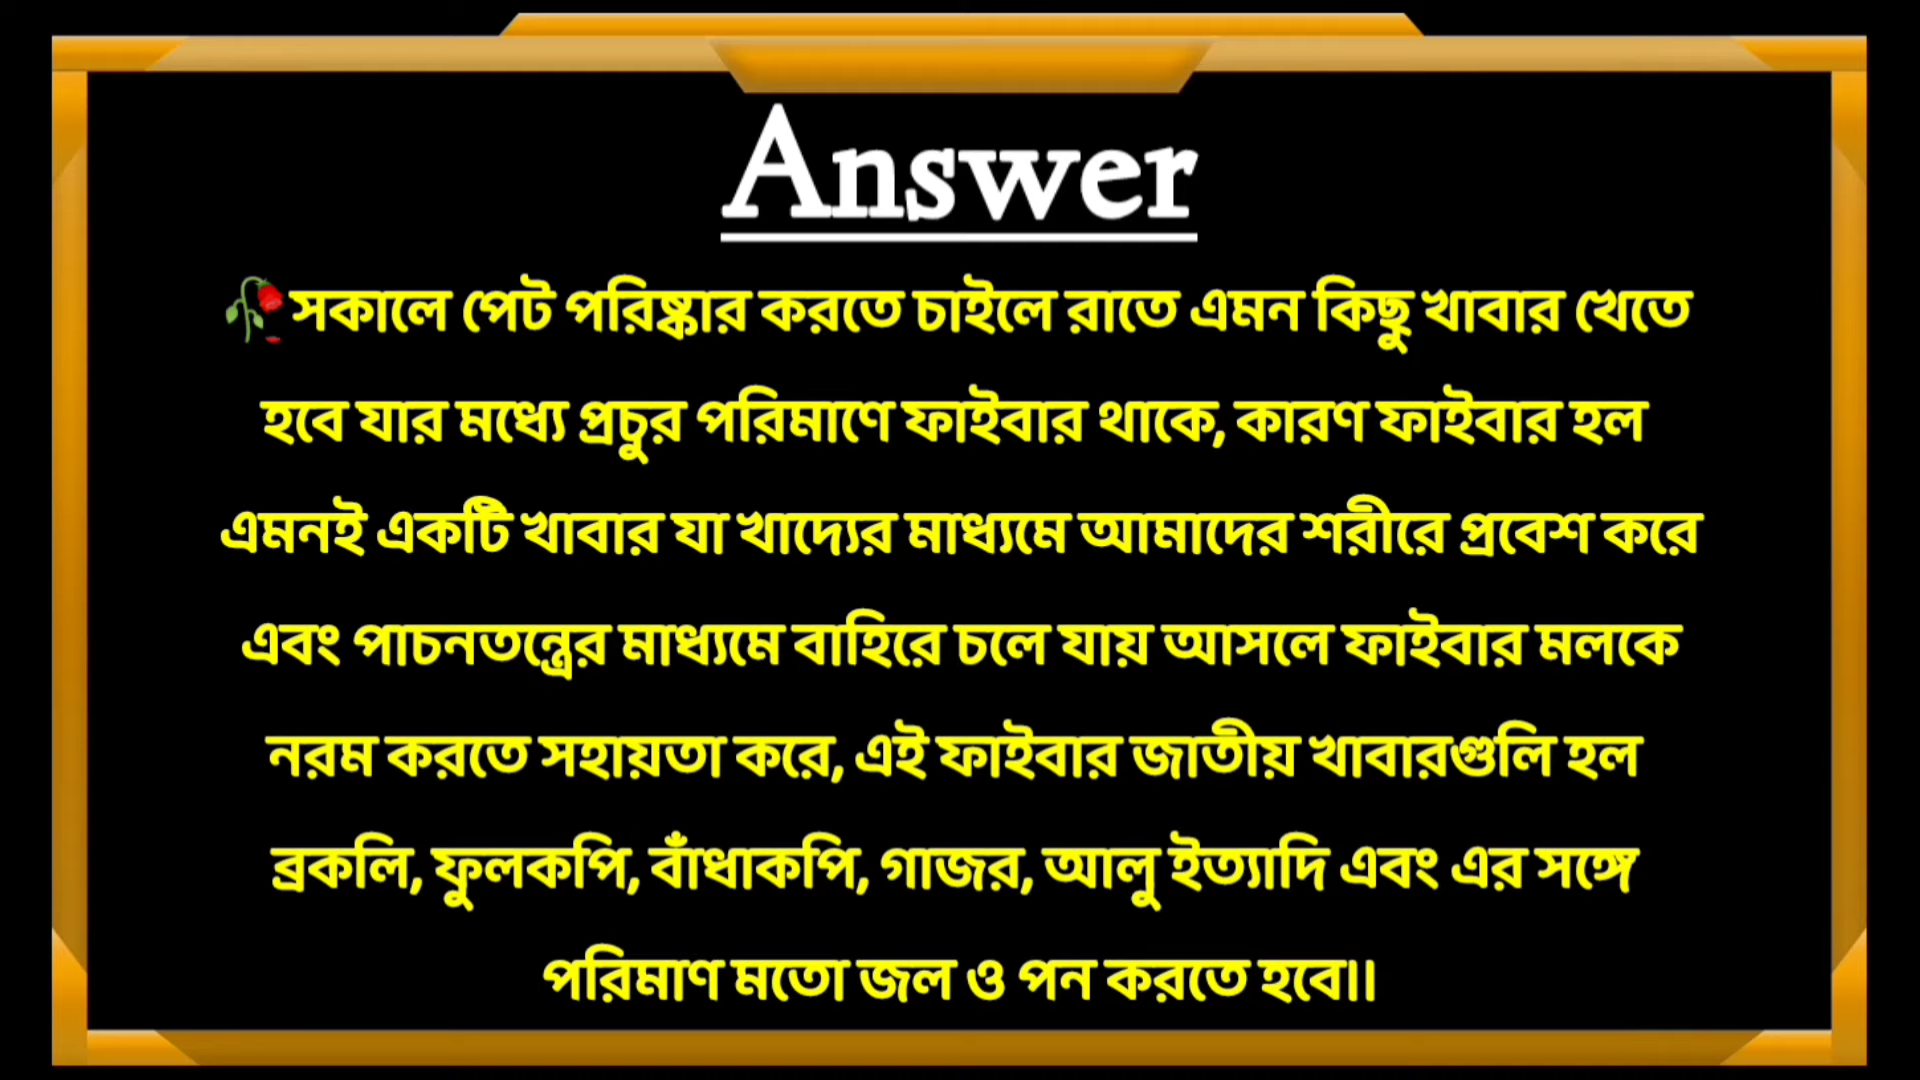 Answer
🥀সকালে পেট পরিষ্কার করতে চাইলে রাতে এমন কিছু খাবার খেতে
হবে যার মধ্যে প্রচুর পরিমাণে ফাইবার থাকে, কারণ ফাইবার হল
এমনই একটি খাবার যা খাদ্যের মাধ্যমে আমাদের শরীরে প্রবেশ করে
এবং পাচনতন্ত্রের মাধ্যমে বাহিরে চলে যায় আসলে ফাইবার মলকে
নরম করতে সহায়তা করে, এই ফাইবার জাতীয় খাবারগুলি হল
ব্রকলি, ফুলকপি, বাঁধাকপি, গাজর, আলু ইত্যাদি এবং এর সঙ্গে
পরিমাণ মতো জল ও পন করতে হবে।।